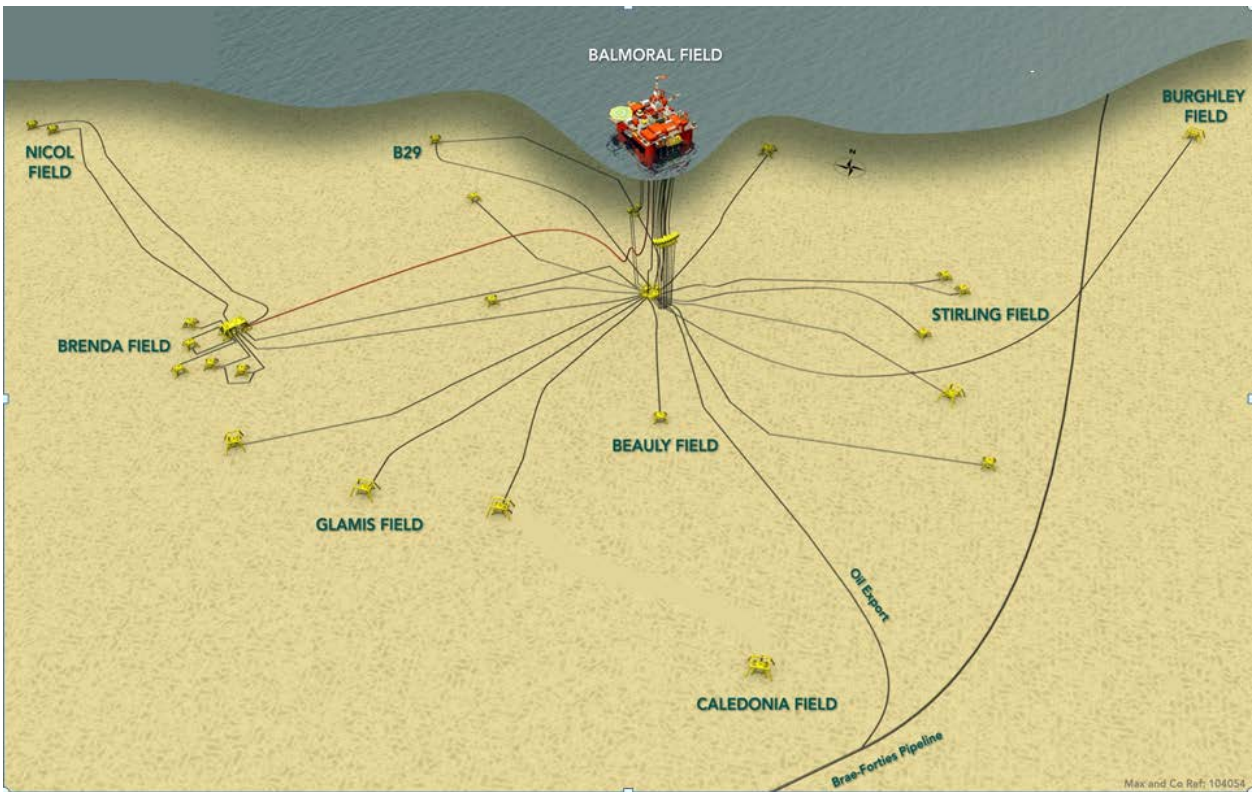 BALMORAL FIELD
BURGHLEY
FIELD
NICOL
FIELD
B29
N
STIRLING FIELD
BRENDA FIELD
BEAULY FIELD
GLAMIS FIELD
Oil Export
CALEDONIA FIELD
Brae-Forties Pipeline
Max and Co Ref: 104054